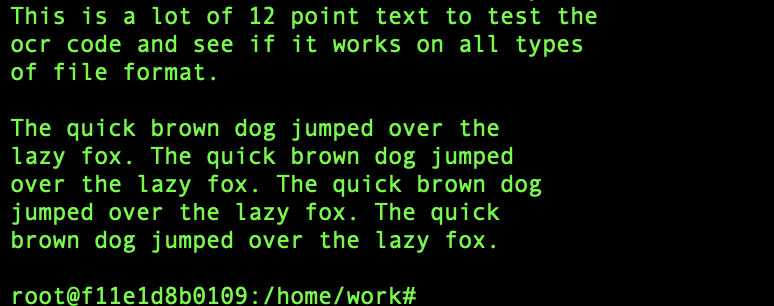 This is a lot of 12 point text to test the
ocr code and see if it works on all types
of file format.

The quick brown dog jumped over the
lazy fox. The quick brown dog jumped
over the lazy fox. The quick brown dog
jumped over the lazy fox. The quick
brown dog jumped over the lazy fox.

root@f11e1d8b0109:/home/work#